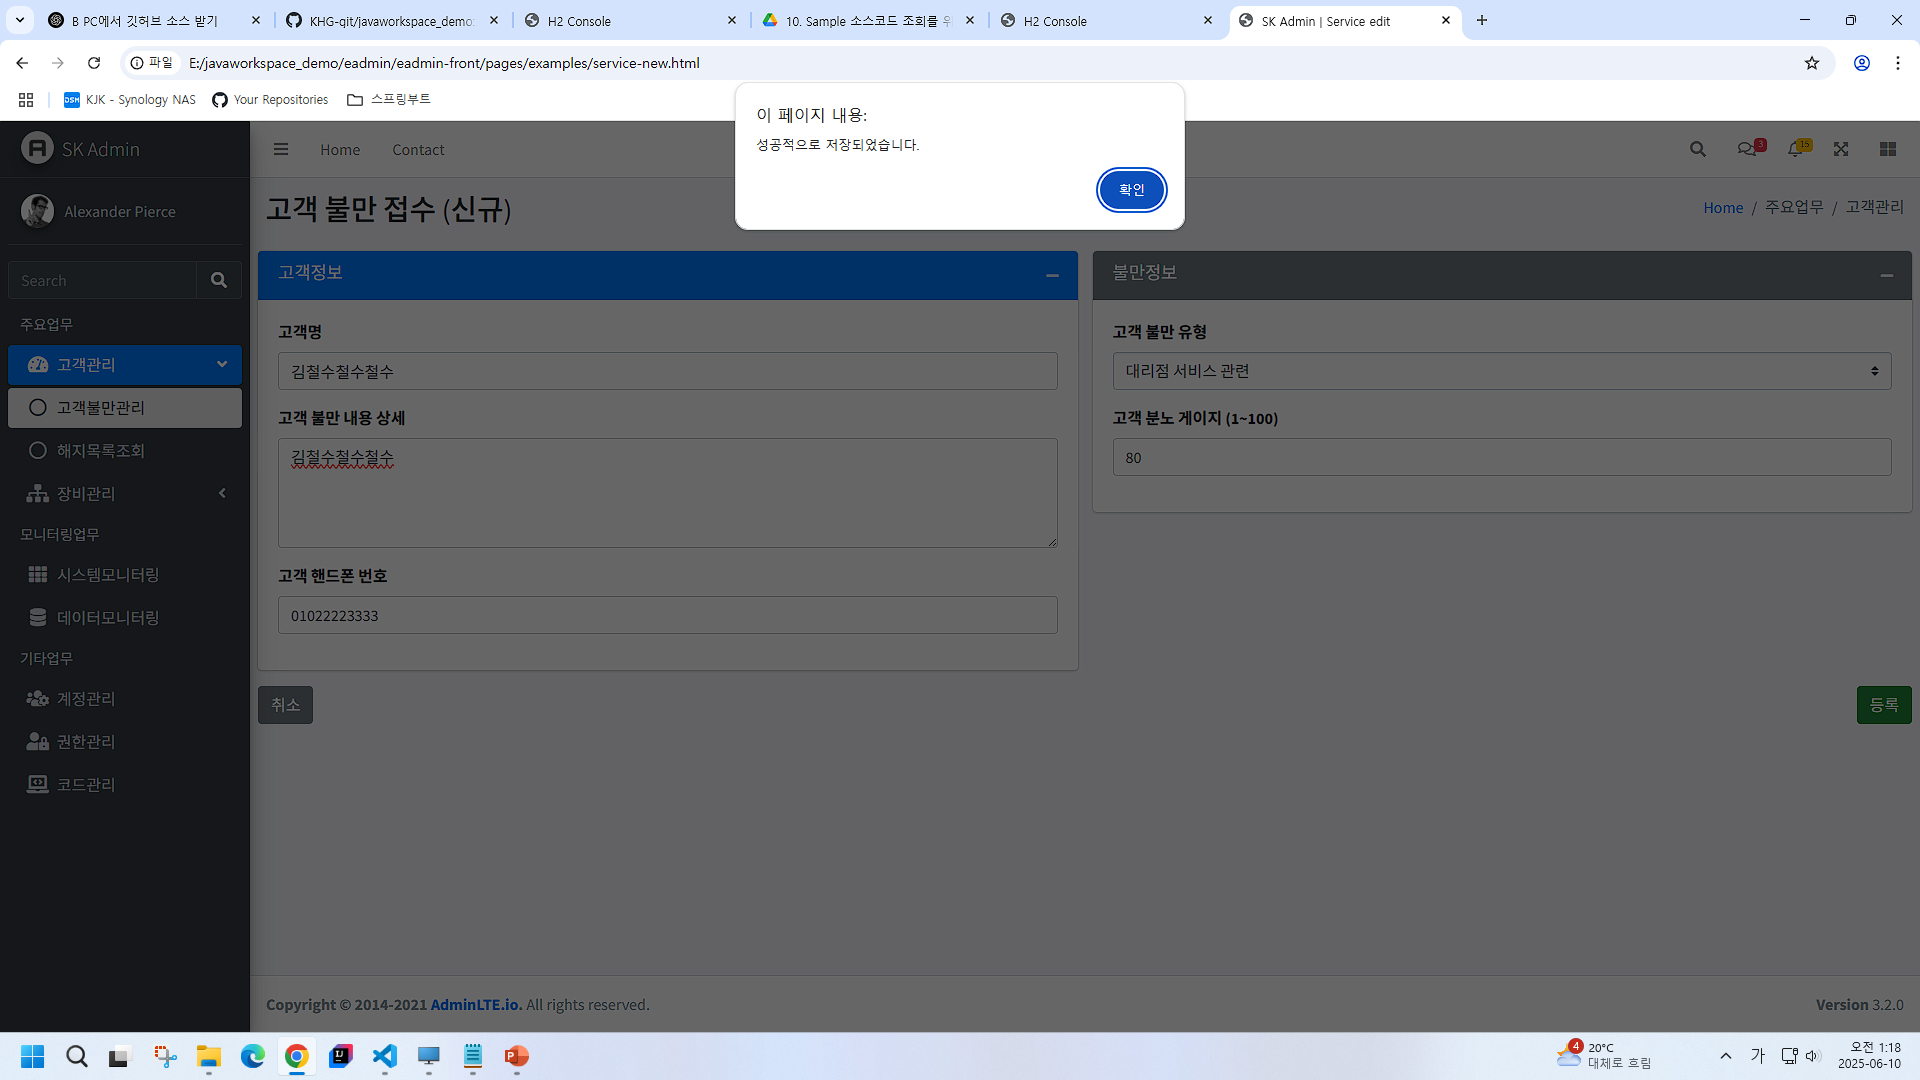 B PC에서 깃허브 소스 받기
KHG-git/javaworkspace_demo
H2 Console
10. Sample 소스코드 조회를 위
H2 Console
SK Admin | Service edit
파일
E:/javaworkspace_demo/eadmin/eadmin-front/pages/examples/service-new.html
KJK - Synology NAS
Your Repositories
스프링부트
이 페이지 내용:
성공적으로 저장되었습니다.
확인
SK Admin
Home
Contact
3
15
Alexander Pierce
고객 불만 접수 (신규)
Home / 주요업무 / 고객관리
Search
주요업무
고객관리
고객불만관리
해지목록조회
장비관리
모니터링업무
시스템모니터링
데이터모니터링
기타업무
계정관리
권한관리
코드관리
고객정보
고객명
김철수철수철수
고객 불만 내용 상세
김철수철수철수
고객 핸드폰 번호
01022223333
불만정보
고객 불만 유형
대리점 서비스 관련
고객 분노 게이지 (1~100)
80
취소
등록
Copyright © 2014-2021 AdminLTE.io. All rights reserved.
Version 3.2.0
4
20°C
대체로 흐림
가
오전 1:18
2025-06-10